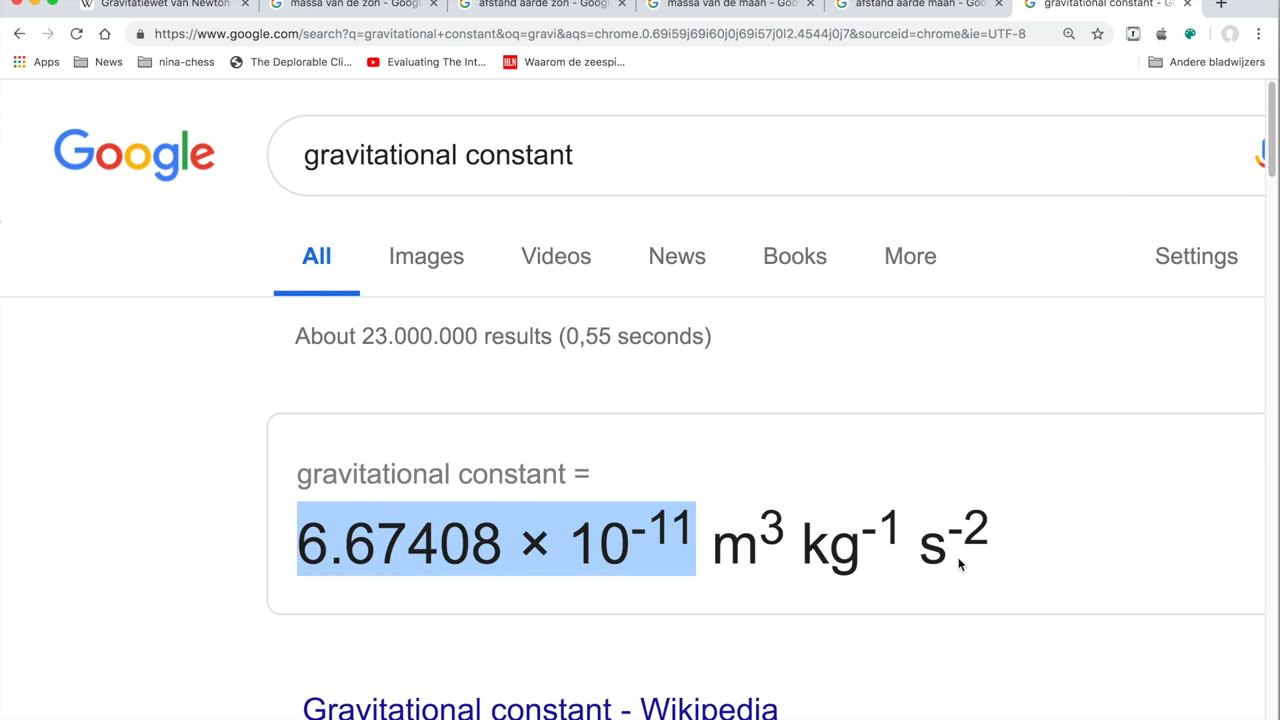 Gravitatiewet van Newton
massa van de zon - Goog
afstand aarde zon - Googl
massa van de maan - Goo
afstand aarde maan - Goo
gravitational constant - G
https://www.google.com/search?q=gravitational+constant&oq=gravi&aqs=chrome.0.69i59j69i60j0j69i57j0l2.4544j0j7&sourceid=chrome&ie=UTF-8
Apps News nina-chess The Deplorable Cli... Evaluating The Int... HLN Waarom de zeespi... Andere bladwijzers
Google gravitational constant
All Images Videos News Books More Settings
About 23.000.000 results (0,55 seconds)
gravitational constant =
6.67408 × 10⁻¹¹ m³ kg⁻¹ s⁻²
Gravitational constant - Wikipedia